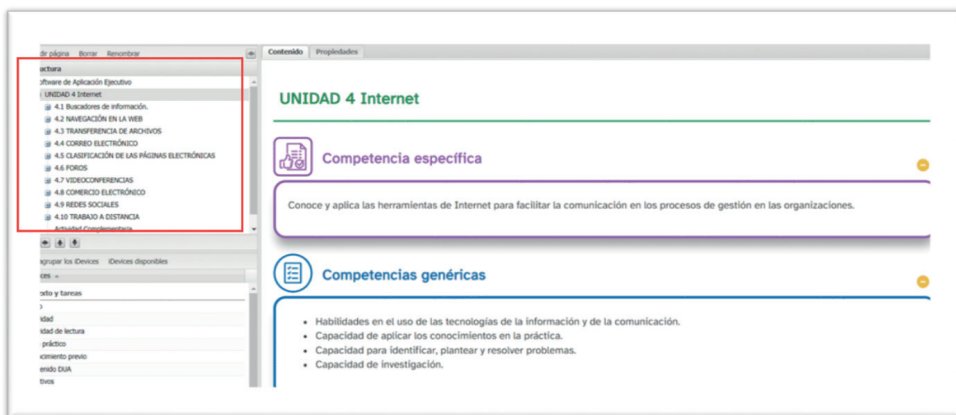 dir página Borrar Renombrar
uctura
oftware de Aplicación Ejecutivo
UNIDAD 4 Internet
4.1 Buscadores de información.
4.2 NAVEGACIÓN EN LA WEB
4.3 TRANSFERENCIA DE ARCHIVOS
4.4 CORREO ELECTRÓNICO
4.5 CLASIFICACIÓN DE LAS PÁGINAS ELECTRÓNICAS
4.6 FOROS
4.7 VIDEOCONFERENCIAS
4.8 COMERCIO ELECTRÓNICO
4.9 REDES SOCIALES
4.10 TRABAJO A DISTANCIA
Actividad Complementaria
agrupar los iDevices iDevices disponibles
ices
exto y tareas
idad
idad de lectura
práctico
ocimiento previo
enido DUA
tivos
Contenido Propiedades
UNIDAD 4 Internet
Competencia específica
Conoce y aplica las herramientas de Internet para facilitar la comunicación en los procesos de gestión en las organizaciones.
Competencias genéricas
• Habilidades en el uso de las tecnologías de la información y de la comunicación.
• Capacidad de aplicar los conocimientos en la práctica.
• Capacidad para identificar, plantear y resolver problemas.
• Capacidad de investigación.